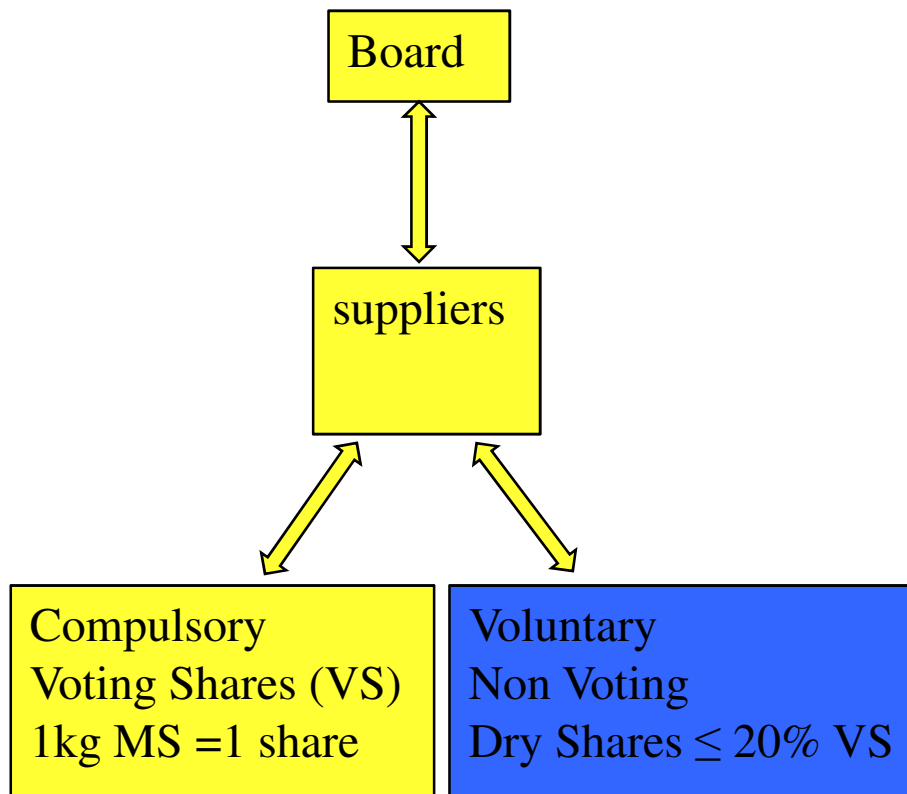 Board
suppliers
Compulsory
Voting Shares (VS)
1kg MS =1 share
Voluntary
Non Voting
Dry Shares ≤ 20% VS